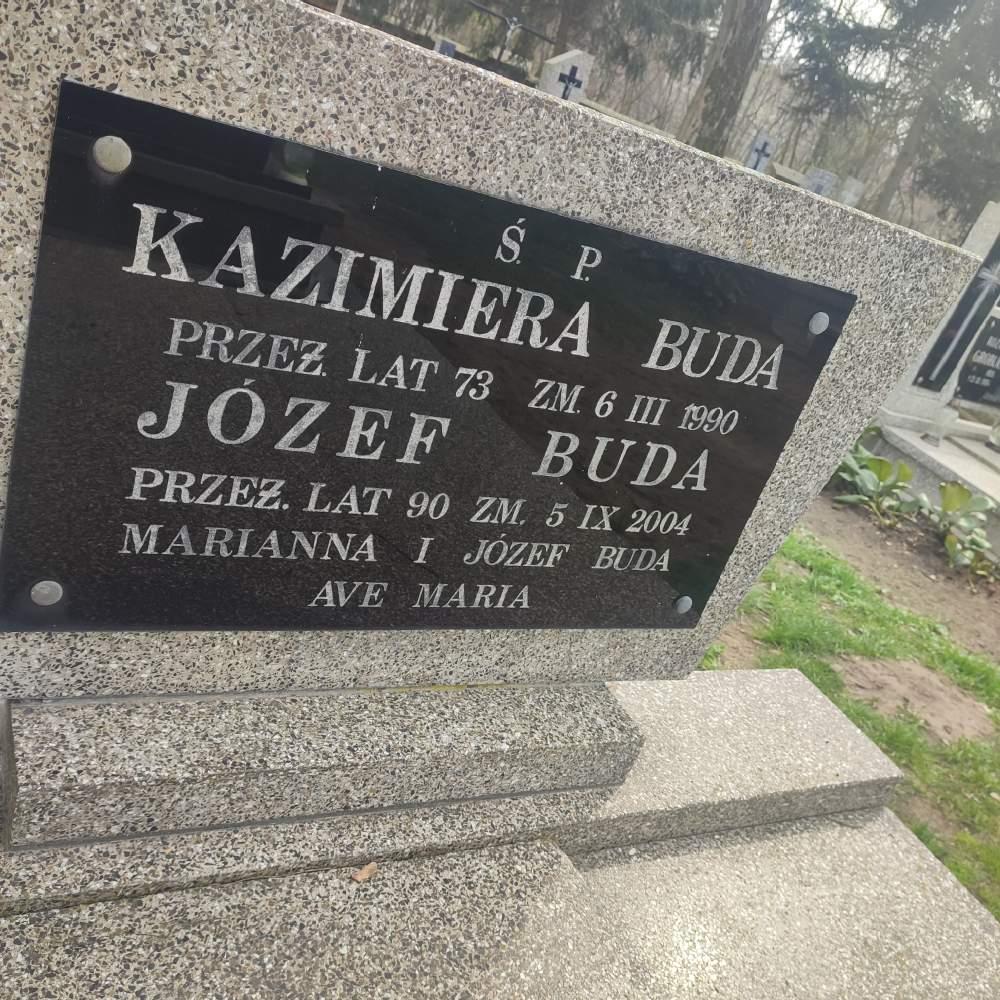 Ś. P.
KAZIMIERA BUDA
PRZEŻ. LAT 73 ZM. 6 III 1990
JÓZEF BUDA
PRZEŻ. LAT 90 ZM. 5 IX 2004
MARIANNA I JÓZEF BUDA
AVE MARIA